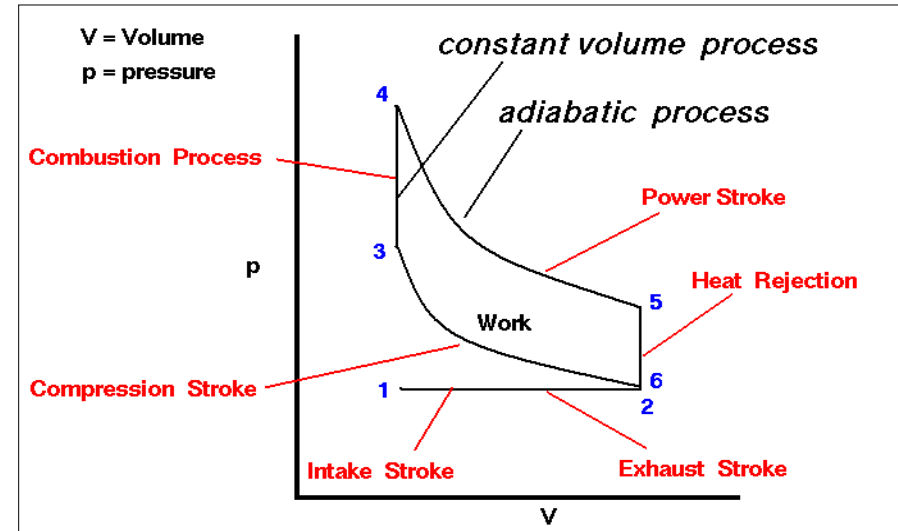 V = Volume
p = pressure
constant volume process
adiabatic process
4
Combustion Process
Power Stroke
3
p
Heat Rejection
5
Work
6
Compression Stroke
1
2
Intake Stroke
Exhaust Stroke
V